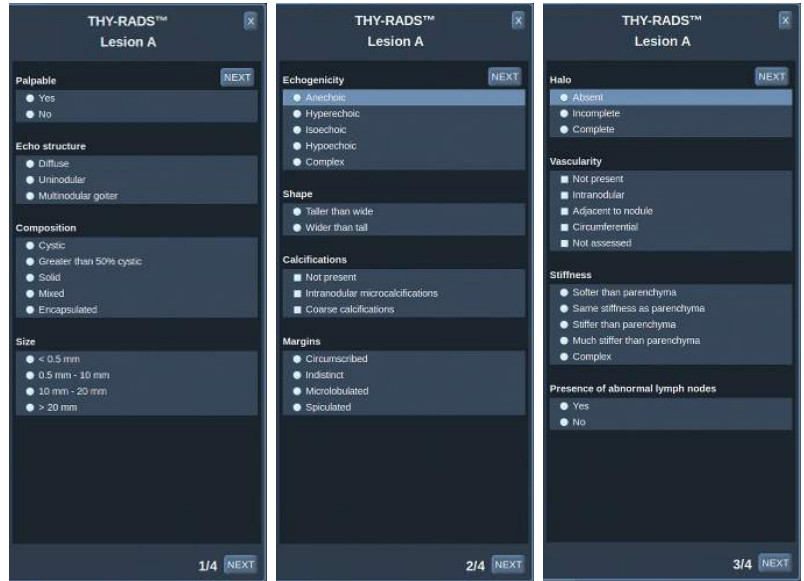 THY-RADS™
X
Lesion A
Palpable
NEXT
Yes
No
Echo structure
Diffuse
Uninodular
Multinodular goiter
Composition
Cystic
Greater than 50% cystic
Solid
Mixed
Encapsulated
Size
< 0.5 mm
0.5 mm - 10 mm
10 mm - 20 mm
> 20 mm
1/4 NEXT
THY-RADS™
X
Lesion A
Echogenicity
NEXT
Anechoic
Hyperechoic
Isoechoic
Hypoechoic
Complex
Shape
Taller than wide
Wider than tall
Calcifications
Not present
Intranodular microcalcifications
Coarse calcifications
Margins
Circumscribed
Indistinct
Microlobulated
Spiculated
2/4 NEXT
THY-RADS™
X
Lesion A
Halo
NEXT
Absent
Incomplete
Complete
Vascularity
Not present
Intranodular
Adjacent to nodule
Circumferential
Not assessed
Stiffness
Softer than parenchyma
Same stiffness as parenchyma
Stiffer than parenchyma
Much stiffer than parenchyma
Complex
Presence of abnormal lymph nodes
Yes
No
3/4 NEXT